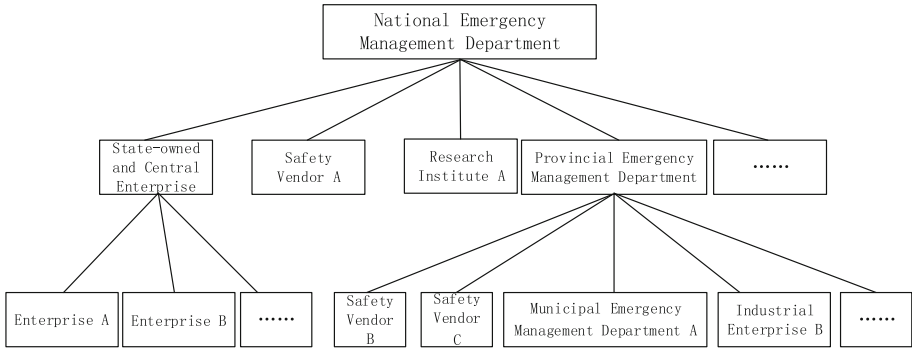 National Emergency
Management Department
State-owned
and Central
Enterprise
Safety
Vendor A
Research
Institute A
Provincial Emergency
Management Department
……
Enterprise A
Enterprise B
……
Safety
Vendor
B
Safety
Vendor
C
Municipal Emergency
Management Department A
Industrial
Enterprise B
……